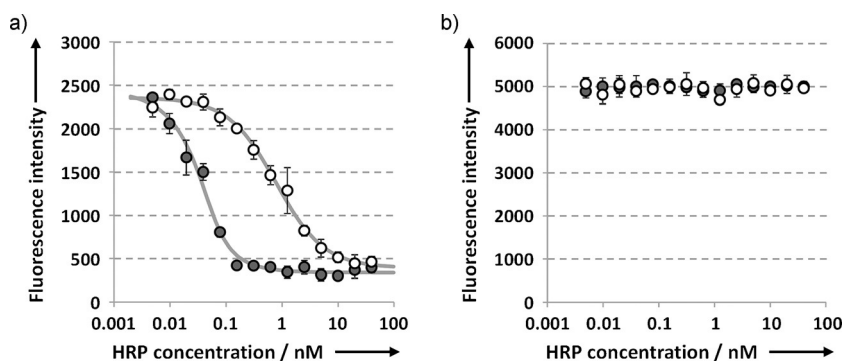 a)
b)
3000
2500
2000
1500
1000
500
0
Fluorescence intensity
0.001 0.01 0.1 1 10 100
HRP concentration / nM
6000
5000
4000
3000
2000
1000
0
Fluorescence intensity
0.001 0.01 0.1 1 10 100
HRP concentration / nM